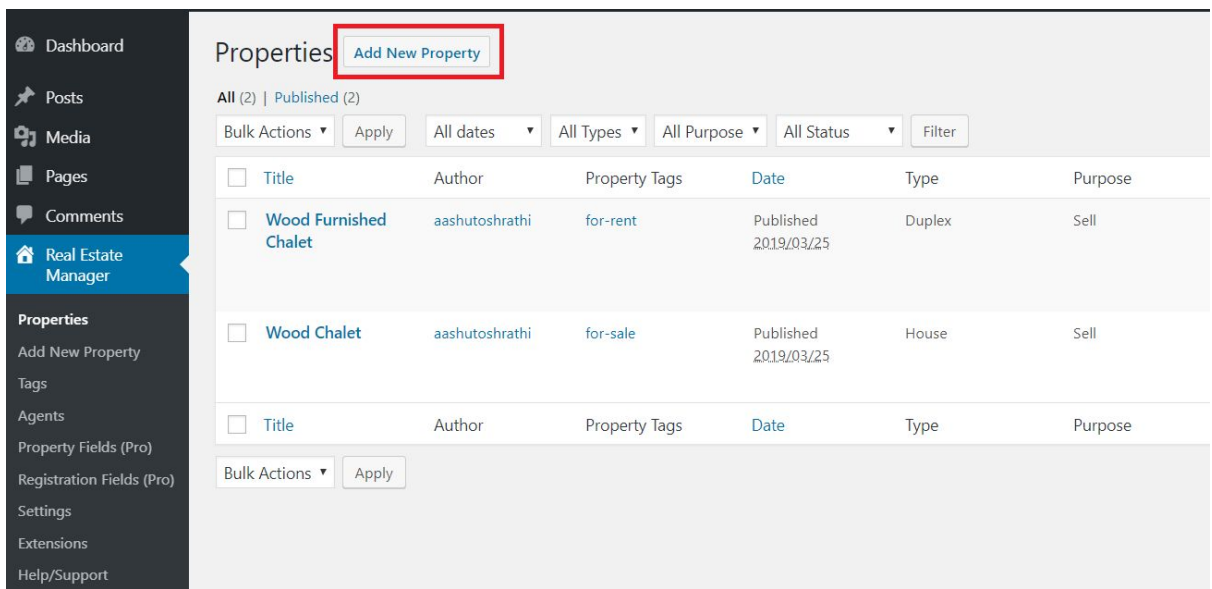 Dashboard
Posts
Media
Pages
Comments
Real Estate
Manager
Properties
Add New Property
Tags
Agents
Property Fields (Pro)
Registration Fields (Pro)
Settings
Extensions
Help/Support
Properties Add New Property
All (2) | Published (2)
Bulk Actions Apply All dates All Types All Purpose All Status Filter
Title Author Property Tags Date Type Purpose
Wood Furnished aashutoshrathi for-rent Published Duplex Sell
Chalet 2019/03/25
Wood Chalet aashutoshrathi for-sale Published House Sell
2019/03/25
Title Author Property Tags Date Type Purpose
Bulk Actions Apply